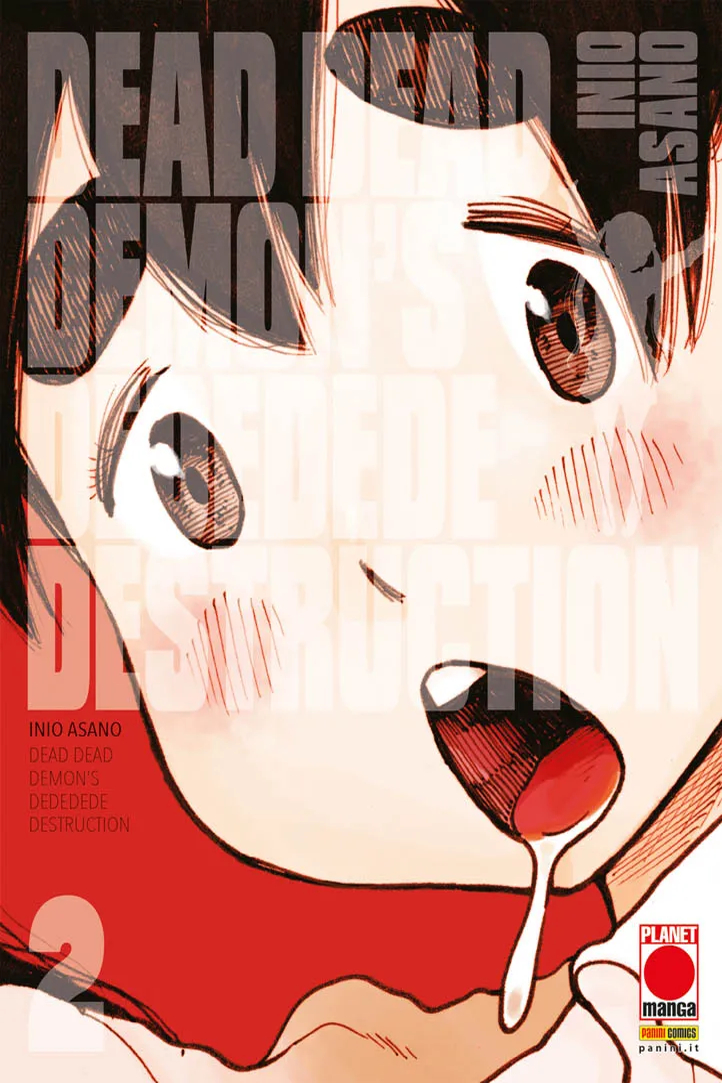 DEAD DEAD
DEMON'S
DEDEDEDE
DESTRUCTION
INIO
ASANO
INIO ASANO
DEAD DEAD
DEMON'S
DEDEDEDE
DESTRUCTION
2
PLANET
manga
PANINI COMICS
panini.it